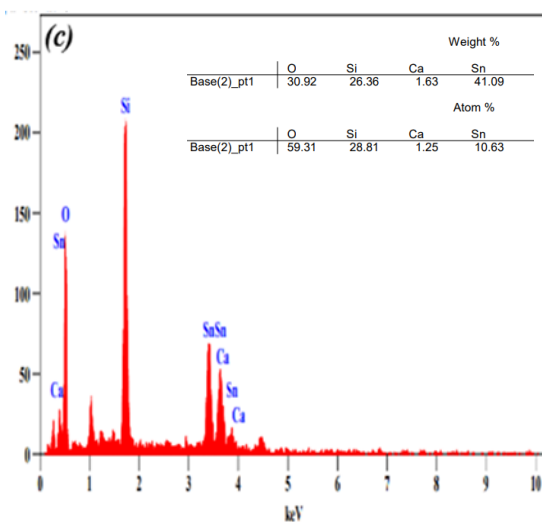 (c)
Weight %
O Si Ca Sn
Base(2)_pt1 30.92 26.36 1.63 41.09
Atom %
O Si Ca Sn
Base(2)_pt1 59.31 28.81 1.25 10.63
250
200
150
100
50
0
Si
O
Sn
Ca
SnSn
Ca
Sn
Ca
0 1 2 3 4 5 6 7 8 9 10
keV